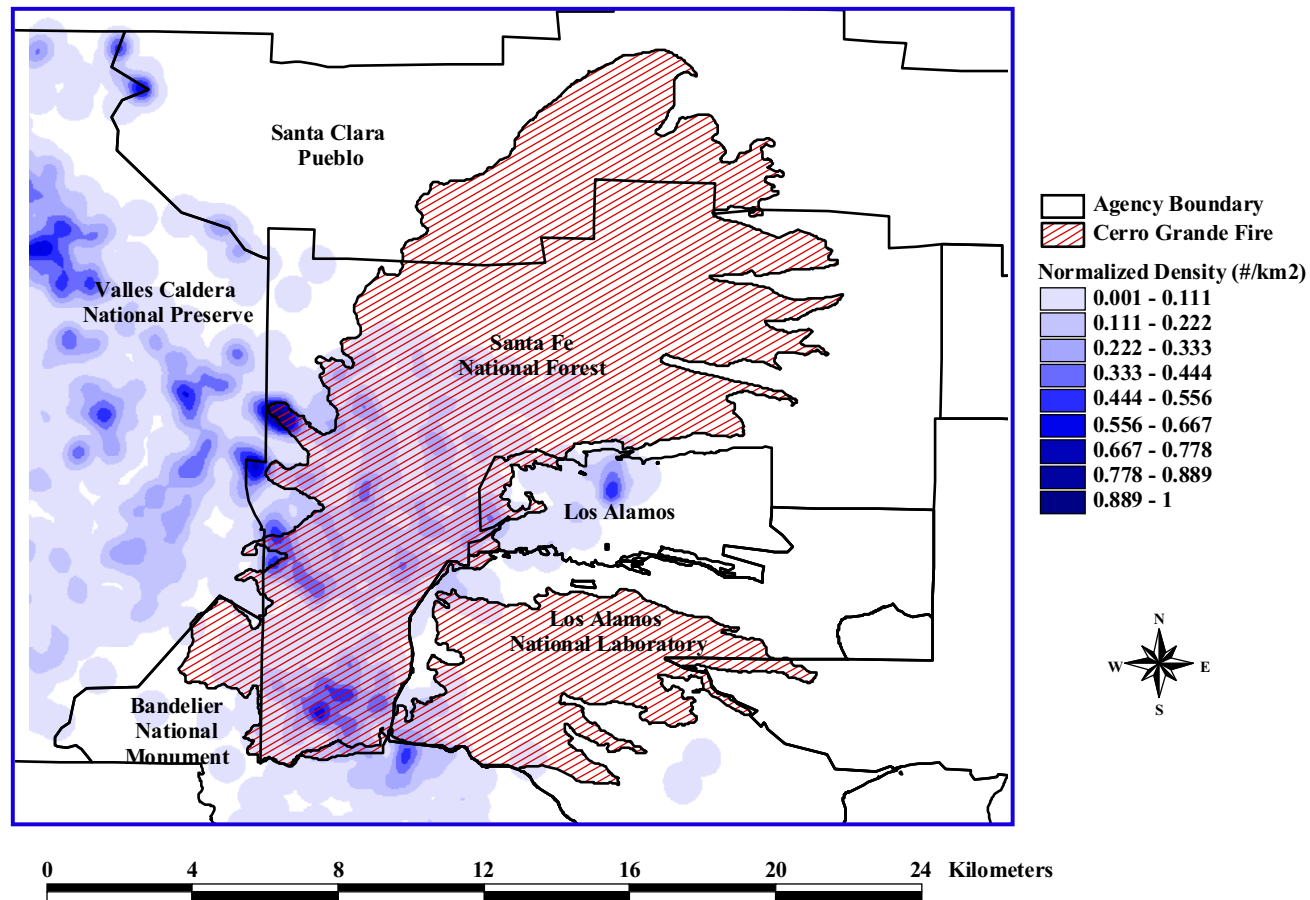 Santa Clara
Pueblo
Valles Caldera
National Preserve
Santa Fe
National Forest
Los Alamos
Los Alamos
National Laboratory
Bandelier
National
Monument
Agency Boundary
Cerro Grande Fire
Normalized Density (#/km2)
0.001 - 0.111
0.111 - 0.222
0.222 - 0.333
0.333 - 0.444
0.444 - 0.556
0.556 - 0.667
0.667 - 0.778
0.778 - 0.889
0.889 - 1
N
W E
S
0 4 8 12 16 20 24 Kilometers